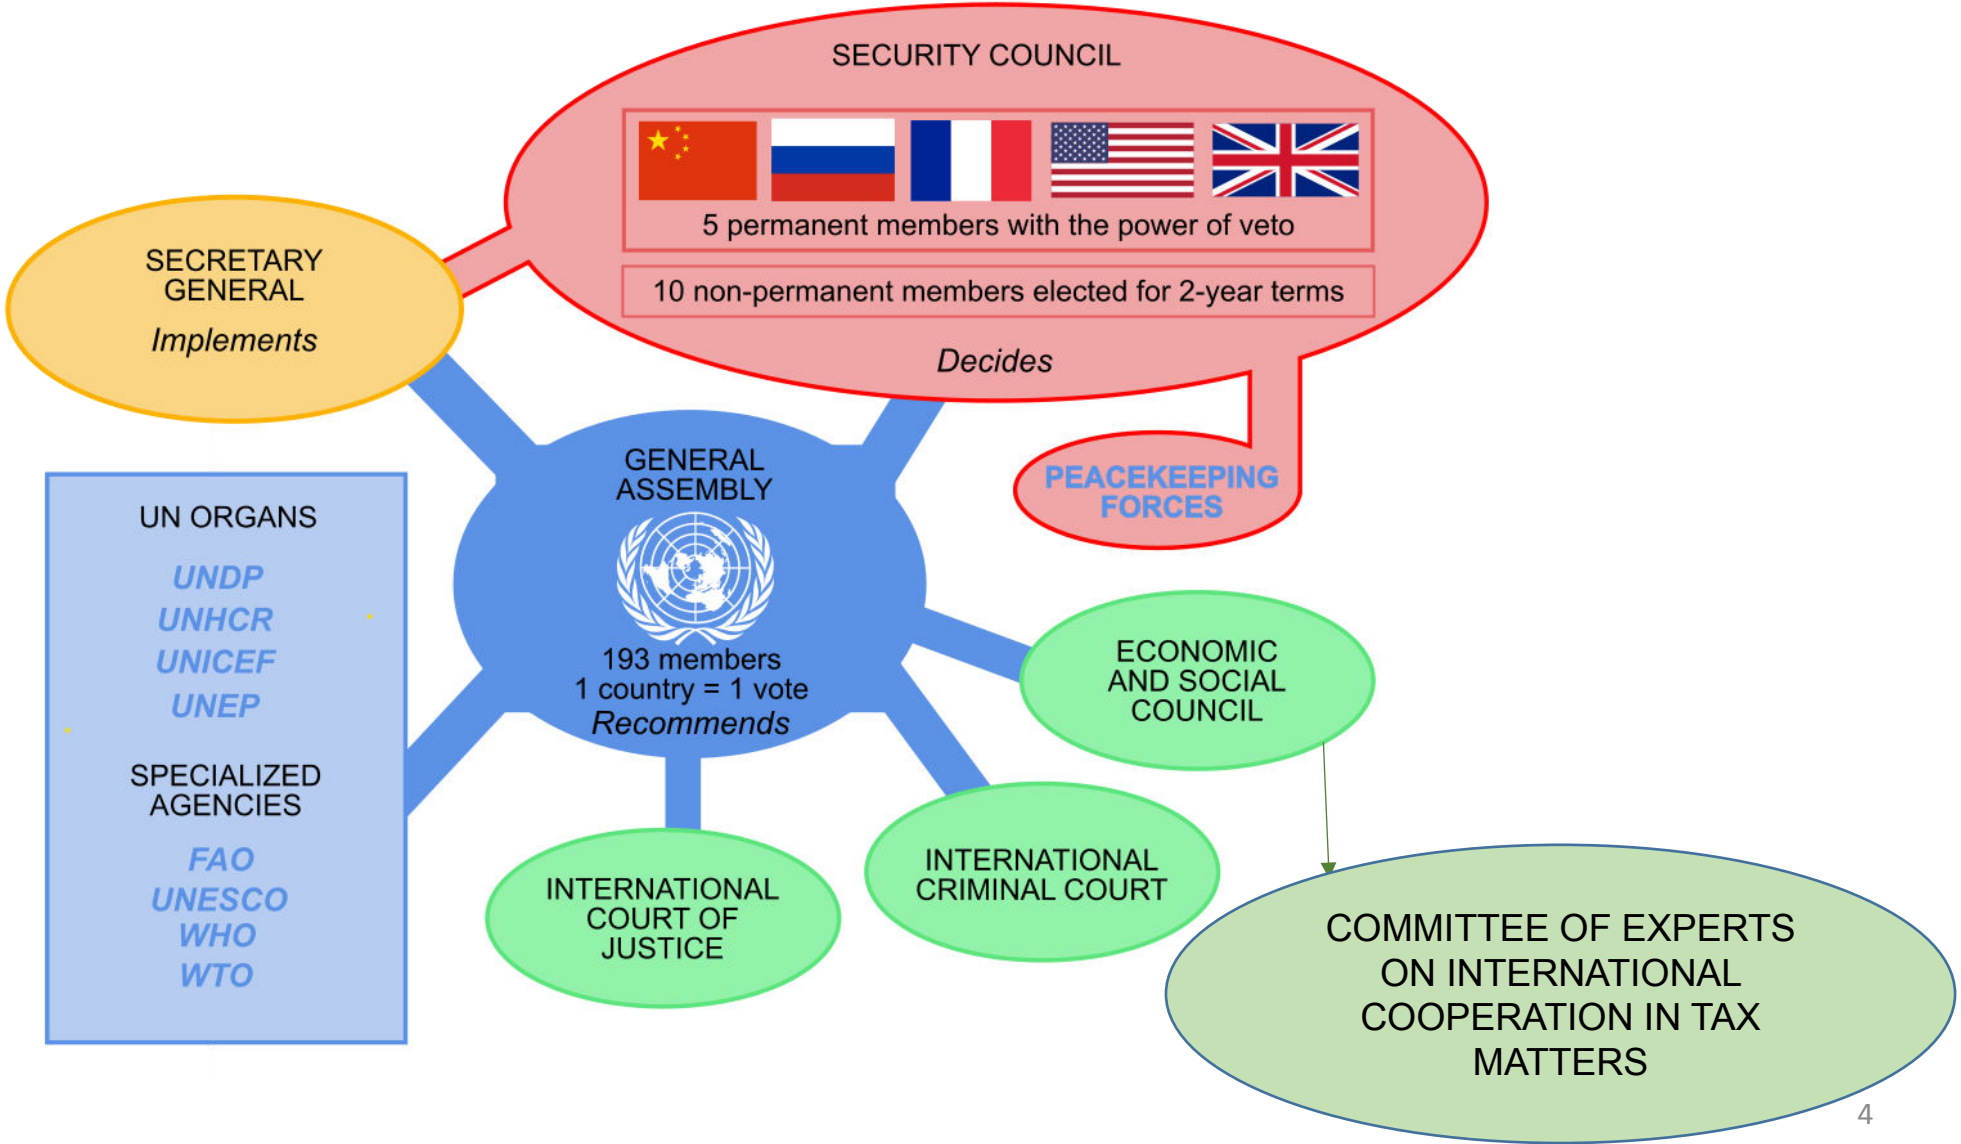 SECURITY COUNCIL
5 permanent members with the power of veto
10 non-permanent members elected for 2-year terms
Decides
SECRETARY
GENERAL
Implements
PEACEKEEPING
FORCES
GENERAL
ASSEMBLY
193 members
1 country = 1 vote
Recommends
UN ORGANS
UNDP
UNHCR
UNICEF
UNEP
SPECIALIZED
AGENCIES
FAO
UNESCO
WHO
WTO
ECONOMIC
AND SOCIAL
COUNCIL
INTERNATIONAL
CRIMINAL COURT
INTERNATIONAL
COURT OF
JUSTICE
COMMITTEE OF EXPERTS
ON INTERNATIONAL
COOPERATION IN TAX
MATTERS
4